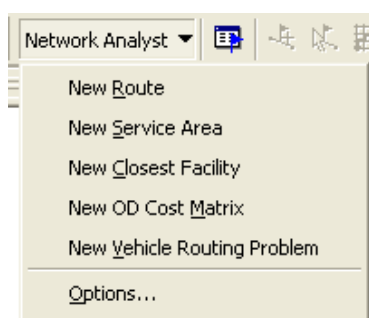 Network Analyst
New Route
New Service Area
New Closest Facility
New OD Cost Matrix
New Vehicle Routing Problem
Options...